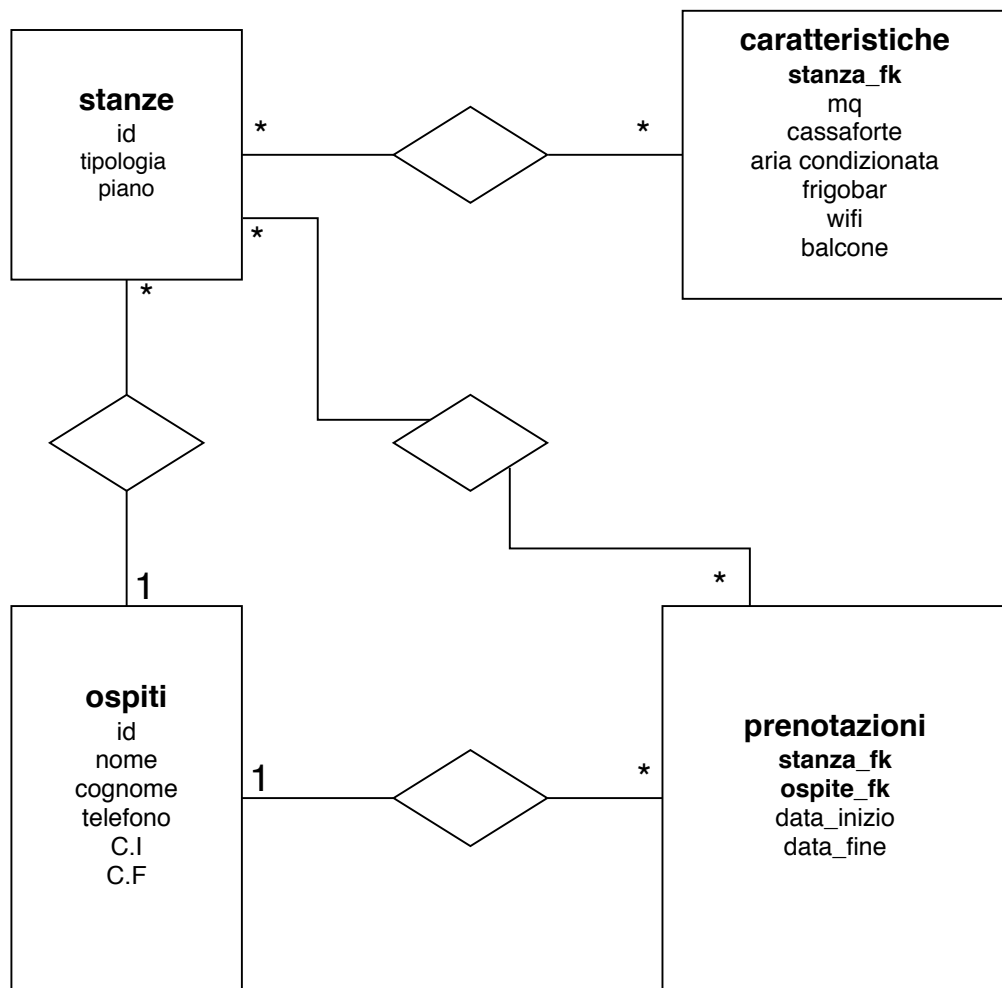 stanze
id
tipologia
piano
*
*
caratteristiche
stanza_fk
mq
cassaforte
aria condizionata
frigobar
wifi
balcone
*
*
1
*
ospiti
id
nome
cognome
telefono
C.I
C.F
1
*
prenotazioni
stanza_fk
ospite_fk
data_inizio
data_fine